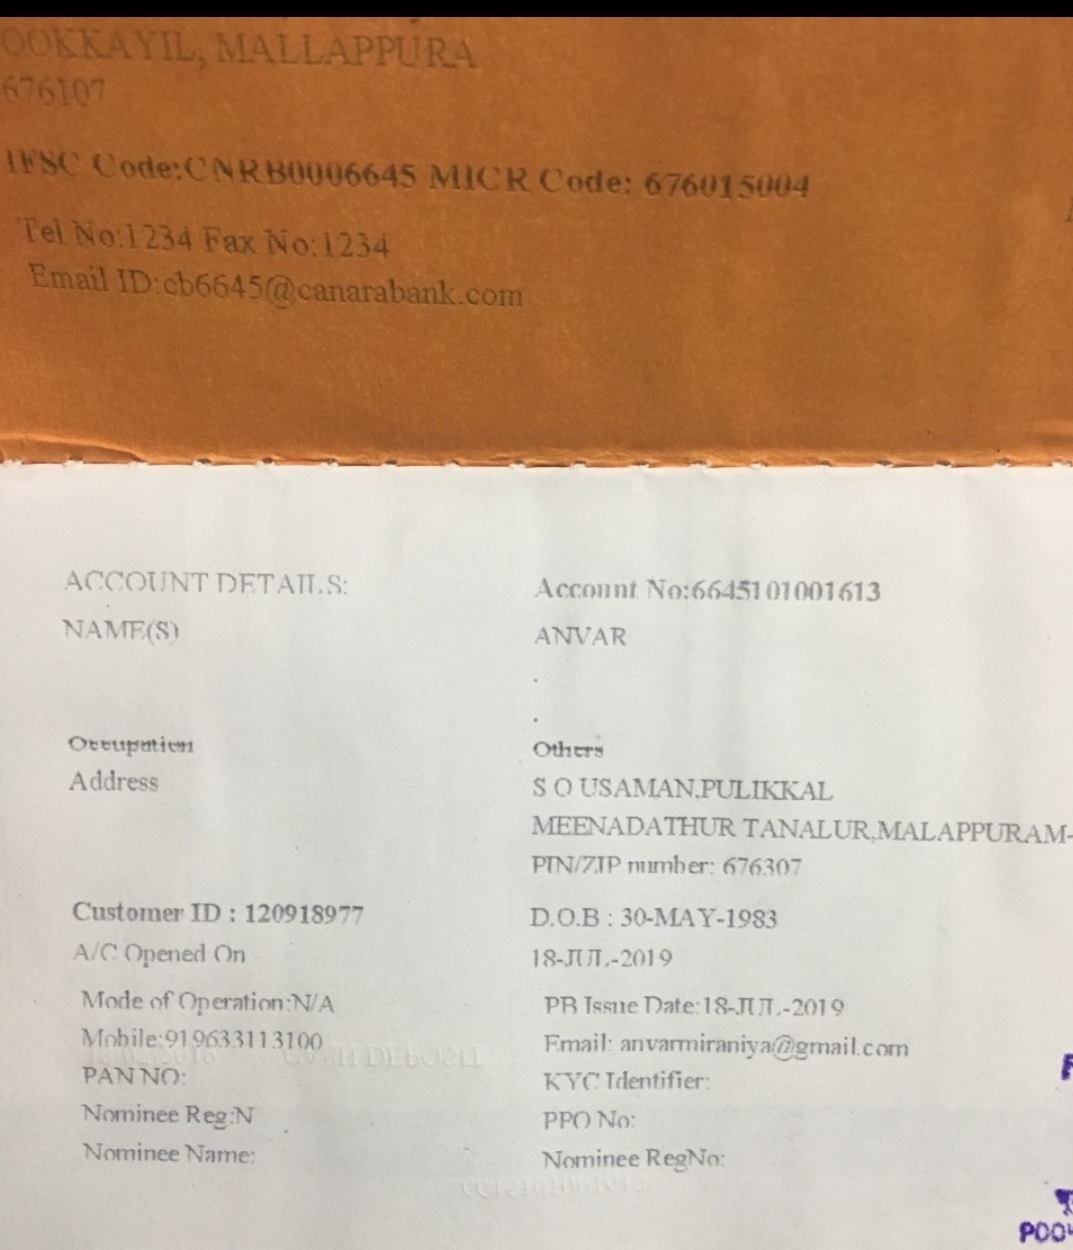 OOKKAYIL, MALLAPPURA
676107
IFSC Code:CNRB0006645 MICR Code: 676015004
Tel No:1234 Fax No:1234
Email ID:cb6645@canarabank.com
ACCOUNT DETAILS: Account No:6645101001613
NAME(S) ANVAR
.
.
Occupation Others
Address S O USAMAN,PULIKKAL
MEENADATHUR TANALUR,MALAPPURAM-
PIN/ZIP number: 676307
Customer ID : 120918977 D.O.B : 30-MAY-1983
A/C Opened On 18-JUL-2019
Mode of Operation:N/A PB Issue Date:18-JUL-2019
Mobile:919633113100 Email: anvarmiraniya@gmail.com
PAN NO: KYC Identifier:
Nominee Reg:N PPO No:
Nominee Name: Nominee RegNo: